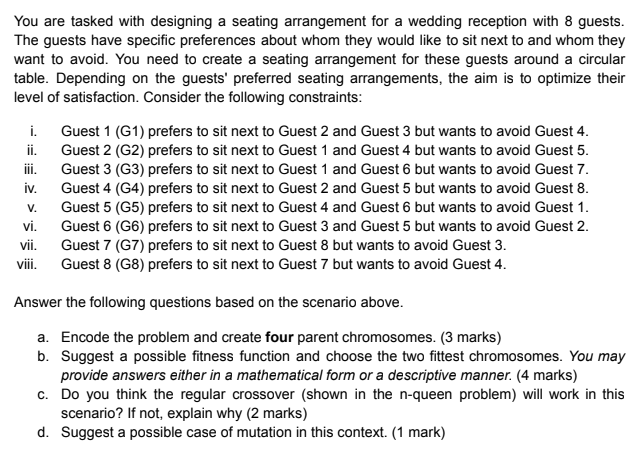 You are tasked with designing a seating arrangement for a wedding reception with 8 guests.
The guests have specific preferences about whom they would like to sit next to and whom they
want to avoid. You need to create a seating arrangement for these guests around a circular
table. Depending on the guests' preferred seating arrangements, the aim is to optimize their
level of satisfaction. Consider the following constraints:
i. Guest 1 (G1) prefers to sit next to Guest 2 and Guest 3 but wants to avoid Guest 4.
ii. Guest 2 (G2) prefers to sit next to Guest 1 and Guest 4 but wants to avoid Guest 5.
iii. Guest 3 (G3) prefers to sit next to Guest 1 and Guest 6 but wants to avoid Guest 7.
iv. Guest 4 (G4) prefers to sit next to Guest 2 and Guest 5 but wants to avoid Guest 8.
v. Guest 5 (G5) prefers to sit next to Guest 4 and Guest 6 but wants to avoid Guest 1.
vi. Guest 6 (G6) prefers to sit next to Guest 3 and Guest 5 but wants to avoid Guest 2.
vii. Guest 7 (G7) prefers to sit next to Guest 8 but wants to avoid Guest 3.
viii. Guest 8 (G8) prefers to sit next to Guest 7 but wants to avoid Guest 4.
Answer the following questions based on the scenario above.
a. Encode the problem and create four parent chromosomes. (3 marks)
b. Suggest a possible fitness function and choose the two fittest chromosomes. You may
provide answers either in a mathematical form or a descriptive manner. (4 marks)
c. Do you think the regular crossover (shown in the n-queen problem) will work in this
scenario? If not, explain why (2 marks)
d. Suggest a possible case of mutation in this context. (1 mark)